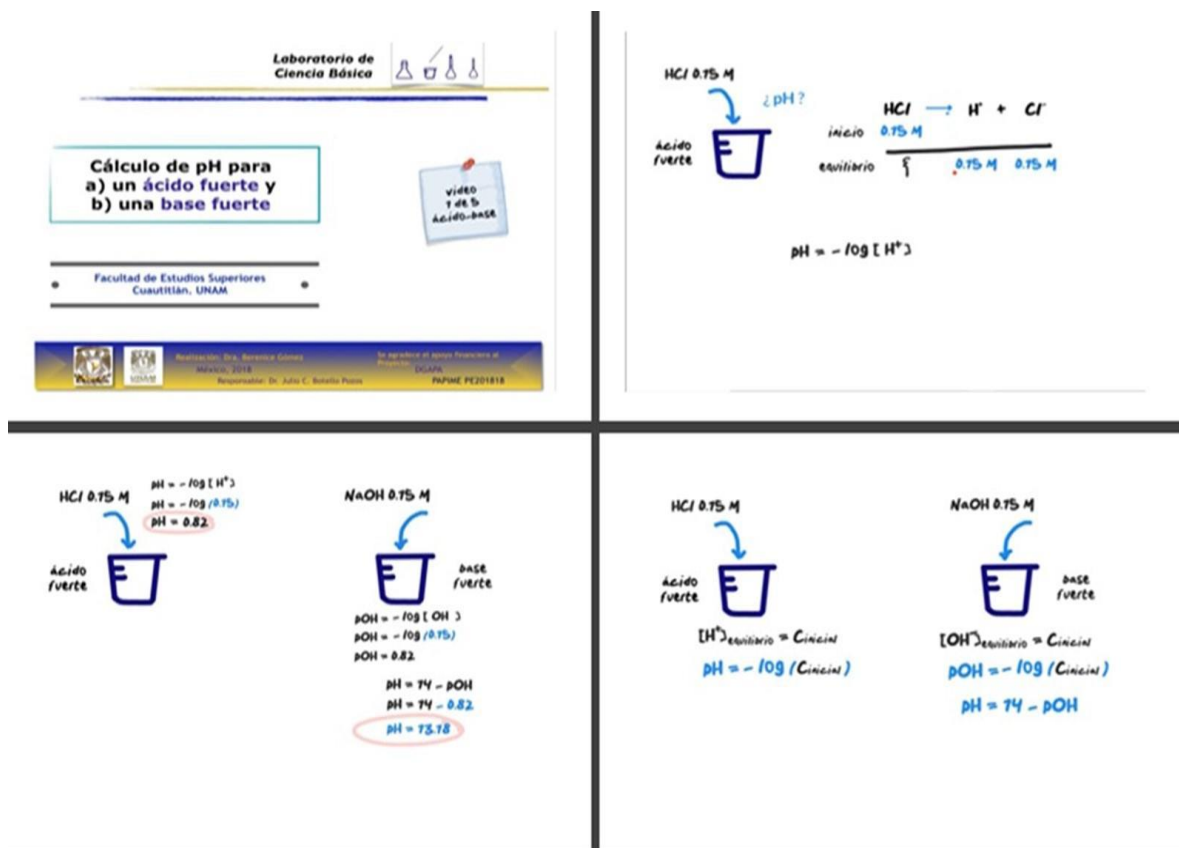 Laboratorio de
Ciencia Básica
Cálculo de pH para
a) un ácido fuerte y
b) una base fuerte
video
1 de 5
ácido-base
Facultad de Estudios Superiores
Cuautitlán, UNAM
Realización: Dra. Berenice Gómez
México, 2018
Responsable: Dr. Julio C. Botello Pozos
Se agradece el apoyo financiero al
Proyecto:
DGAPA
PAPIME PE201818
HCl 0.15 M
¿pH?
ácido
fuerte
HCl → H+ + Cl-
inicio 0.15 M
equilibrio 0.15 M 0.15 M
pH = - log [ H+ ]
HCl 0.15 M
pH = - log [ H+ ]
pH = - log (0.15)
pH = 0.82
ácido
fuerte
NaOH 0.15 M
base
fuerte
pOH = - log [ OH ]
pOH = - log (0.15)
pOH = 0.82
pH = 14 - pOH
pH = 14 - 0.82
pH = 13.18
HCl 0.15 M
ácido
fuerte
[H+]equilibrio = Cinicial
pH = - log (Cinicial)
NaOH 0.15 M
base
fuerte
[OH-]equilibrio = Cinicial
pOH = - log (Cinicial)
pH = 14 - pOH